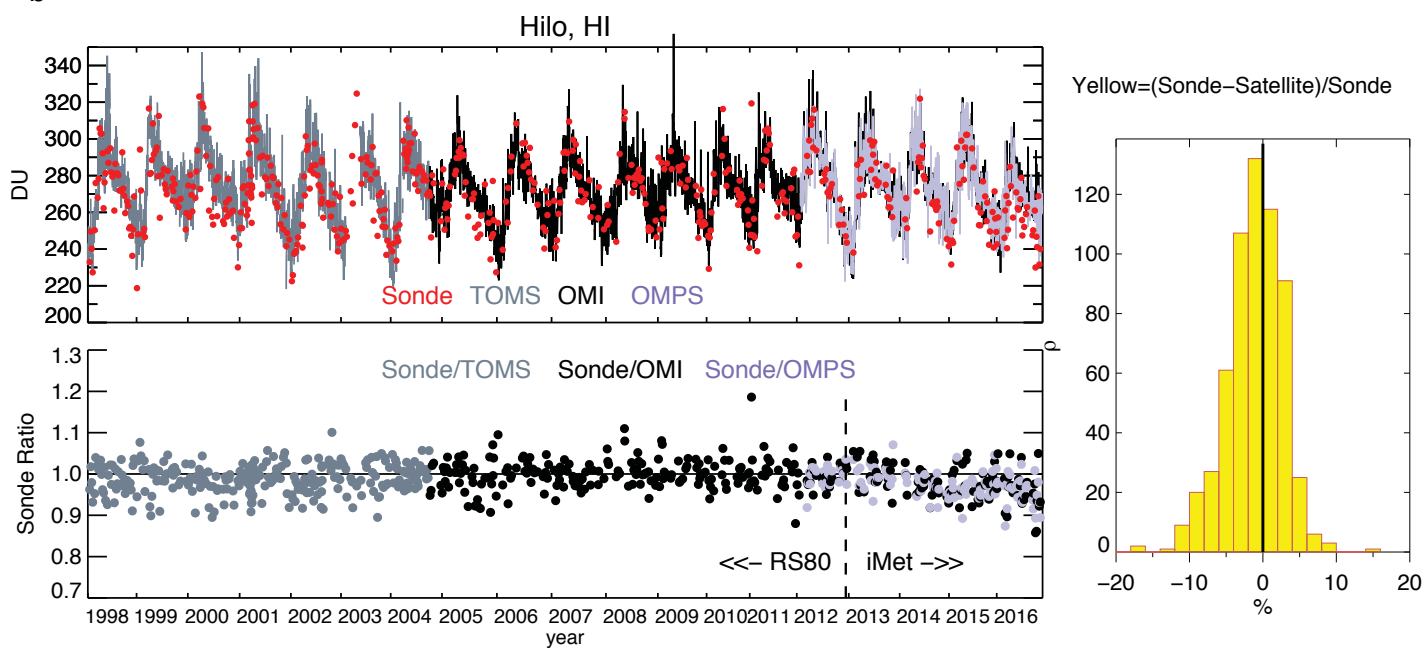 Hilo, HI
340
320
300
280
260
240
220
200
DU
Sonde TOMS OMI OMPS
1.3
1.2
1.1
1.0
0.9
0.8
0.7
Sonde Ratio
Sonde/TOMS Sonde/OMI Sonde/OMPS
<<− RS80 iMet −>>
1998 1999 2000 2001 2002 2003 2004 2005 2006 2007 2008 2009 2010 2011 2012 2013 2014 2015 2016
year
ρ
Yellow=(Sonde−Satellite)/Sonde
120
100
80
60
40
20
0
−20 −10 0 10 20
%